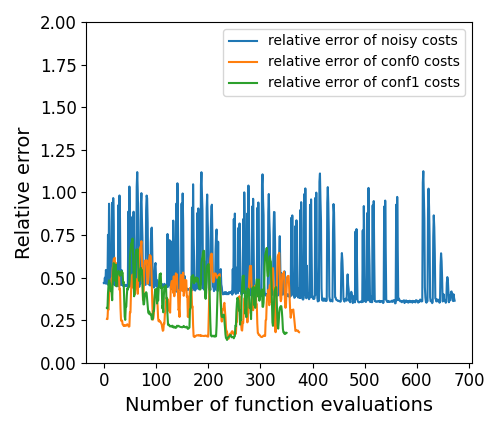 relative error of noisy costs
relative error of conf0 costs
relative error of conf1 costs
Relative error
2.00
1.75
1.50
1.25
1.00
0.75
0.50
0.25
0.00
0 100 200 300 400 500 600 700
Number of function evaluations